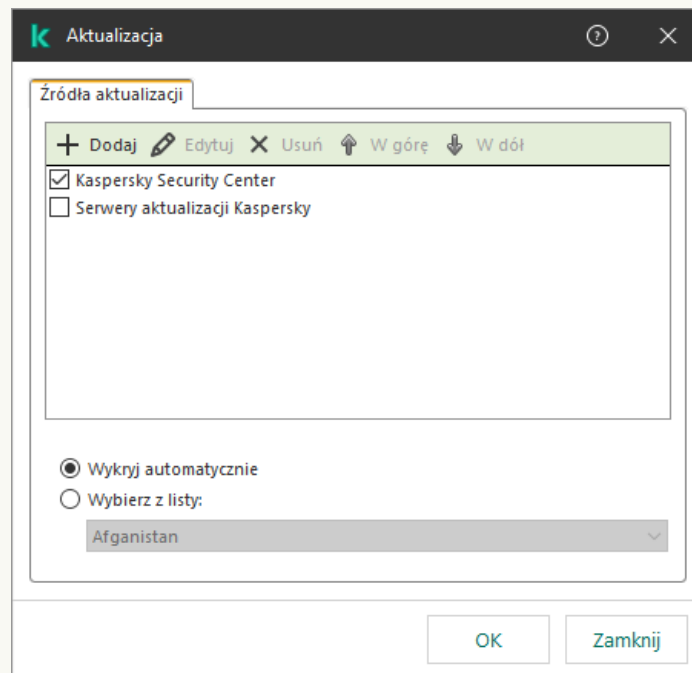 Aktualizacja
Źródła aktualizacji
Dodaj Edytuj Usuń W górę W dół
Kaspersky Security Center
Serwery aktualizacji Kaspersky
Wykryj automatycznie
Wybierz z listy:
Afganistan
OK Zamknij